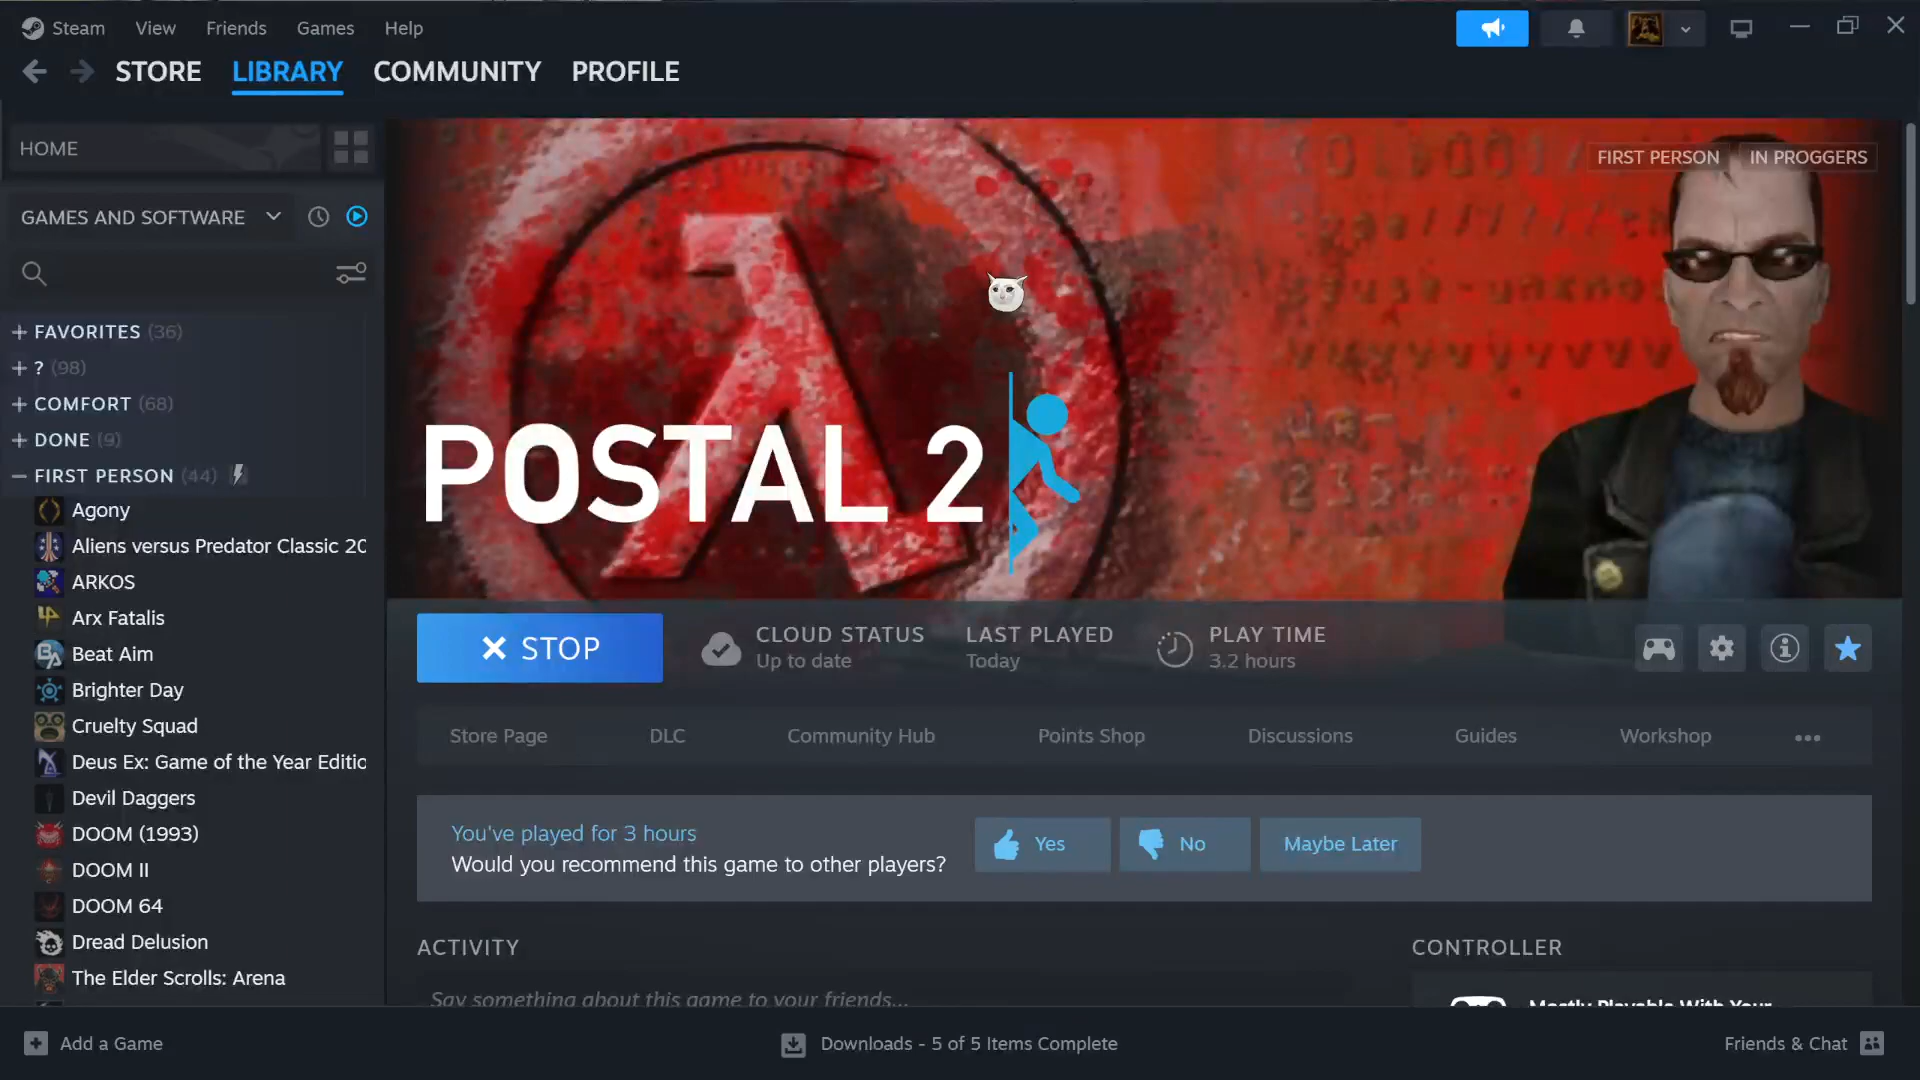 Steam View Friends Games Help
STORE LIBRARY COMMUNITY PROFILE
HOME
FIRST PERSON IN PROGGERS
GAMES AND SOFTWARE
+ FAVORITES (36)
+ ? (98)
+ COMFORT (68)
+ DONE (9)
– FIRST PERSON (44)
Agony
Aliens versus Predator Classic 20
ARKOS
Arx Fatalis
Beat Aim
Brighter Day
Cruelty Squad
Deus Ex: Game of the Year Editio
Devil Daggers
DOOM (1993)
DOOM II
DOOM 64
Dread Delusion
The Elder Scrolls: Arena
POSTAL 2
STOP
CLOUD STATUS
Up to date
LAST PLAYED
Today
PLAY TIME
3.2 hours
Store Page DLC Community Hub Points Shop Discussions Guides Workshop
You've played for 3 hours
Would you recommend this game to other players?
Yes No Maybe Later
ACTIVITY
Say something about this game to your friends...
CONTROLLER
Mostly Playable With Your
Add a Game
Downloads - 5 of 5 Items Complete
Friends & Chat